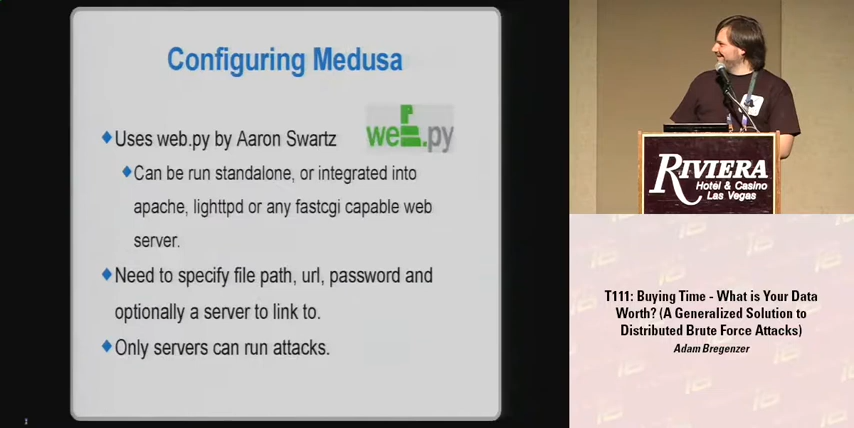 Configuring Medusa
Uses web.py by Aaron Swartz
web.py
Can be run standalone, or integrated into
apache, lighttpd or any fastcgi capable web
server.
Need to specify file path, url, password and
optionally a server to link to.
Only servers can run attacks.
RIVIERA
Hotel & Casino
Las Vegas
T111: Buying Time - What is Your Data
Worth? (A Generalized Solution to
Distributed Brute Force Attacks)
Adam Bregenzer